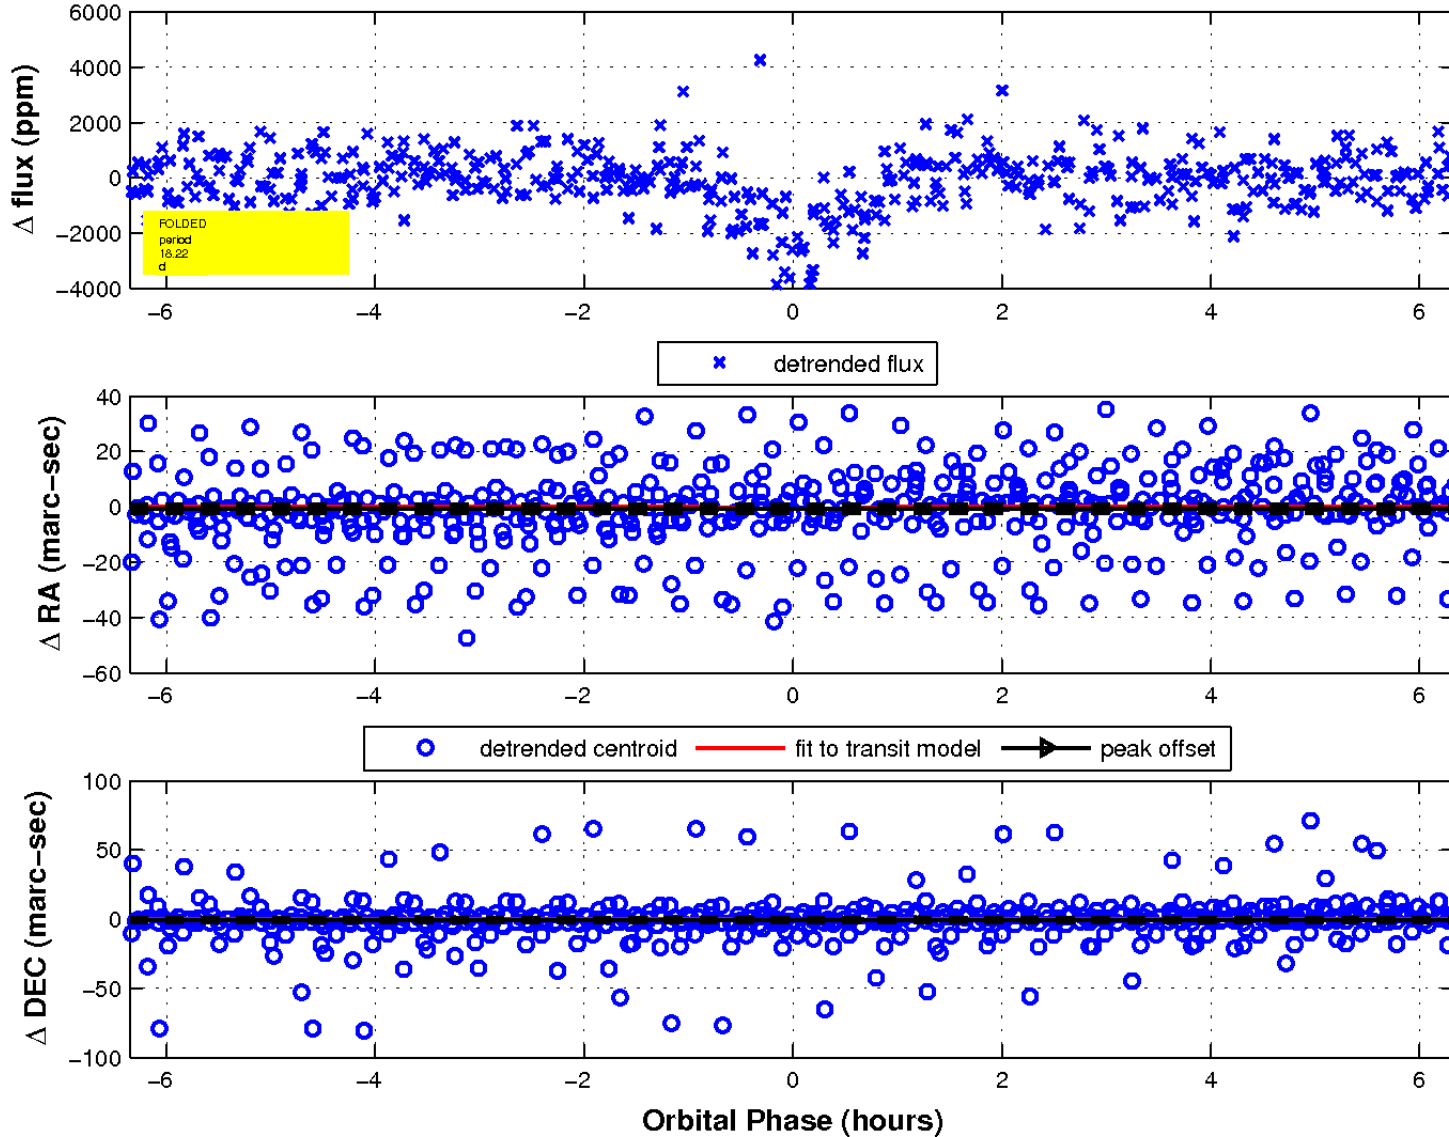 6000
4000
2000
0
−2000
−4000
Δ flux (ppm)
FOLDED
period
18.22
d
−6 −4 −2 0 2 4 6
detrended flux
40
20
0
−20
−40
−60
Δ RA (marc−sec)
−6 −4 −2 0 2 4 6
detrended centroid fit to transit model peak offset
100
50
0
−50
−100
Δ DEC (marc−sec)
−6 −4 −2 0 2 4 6
Orbital Phase (hours)